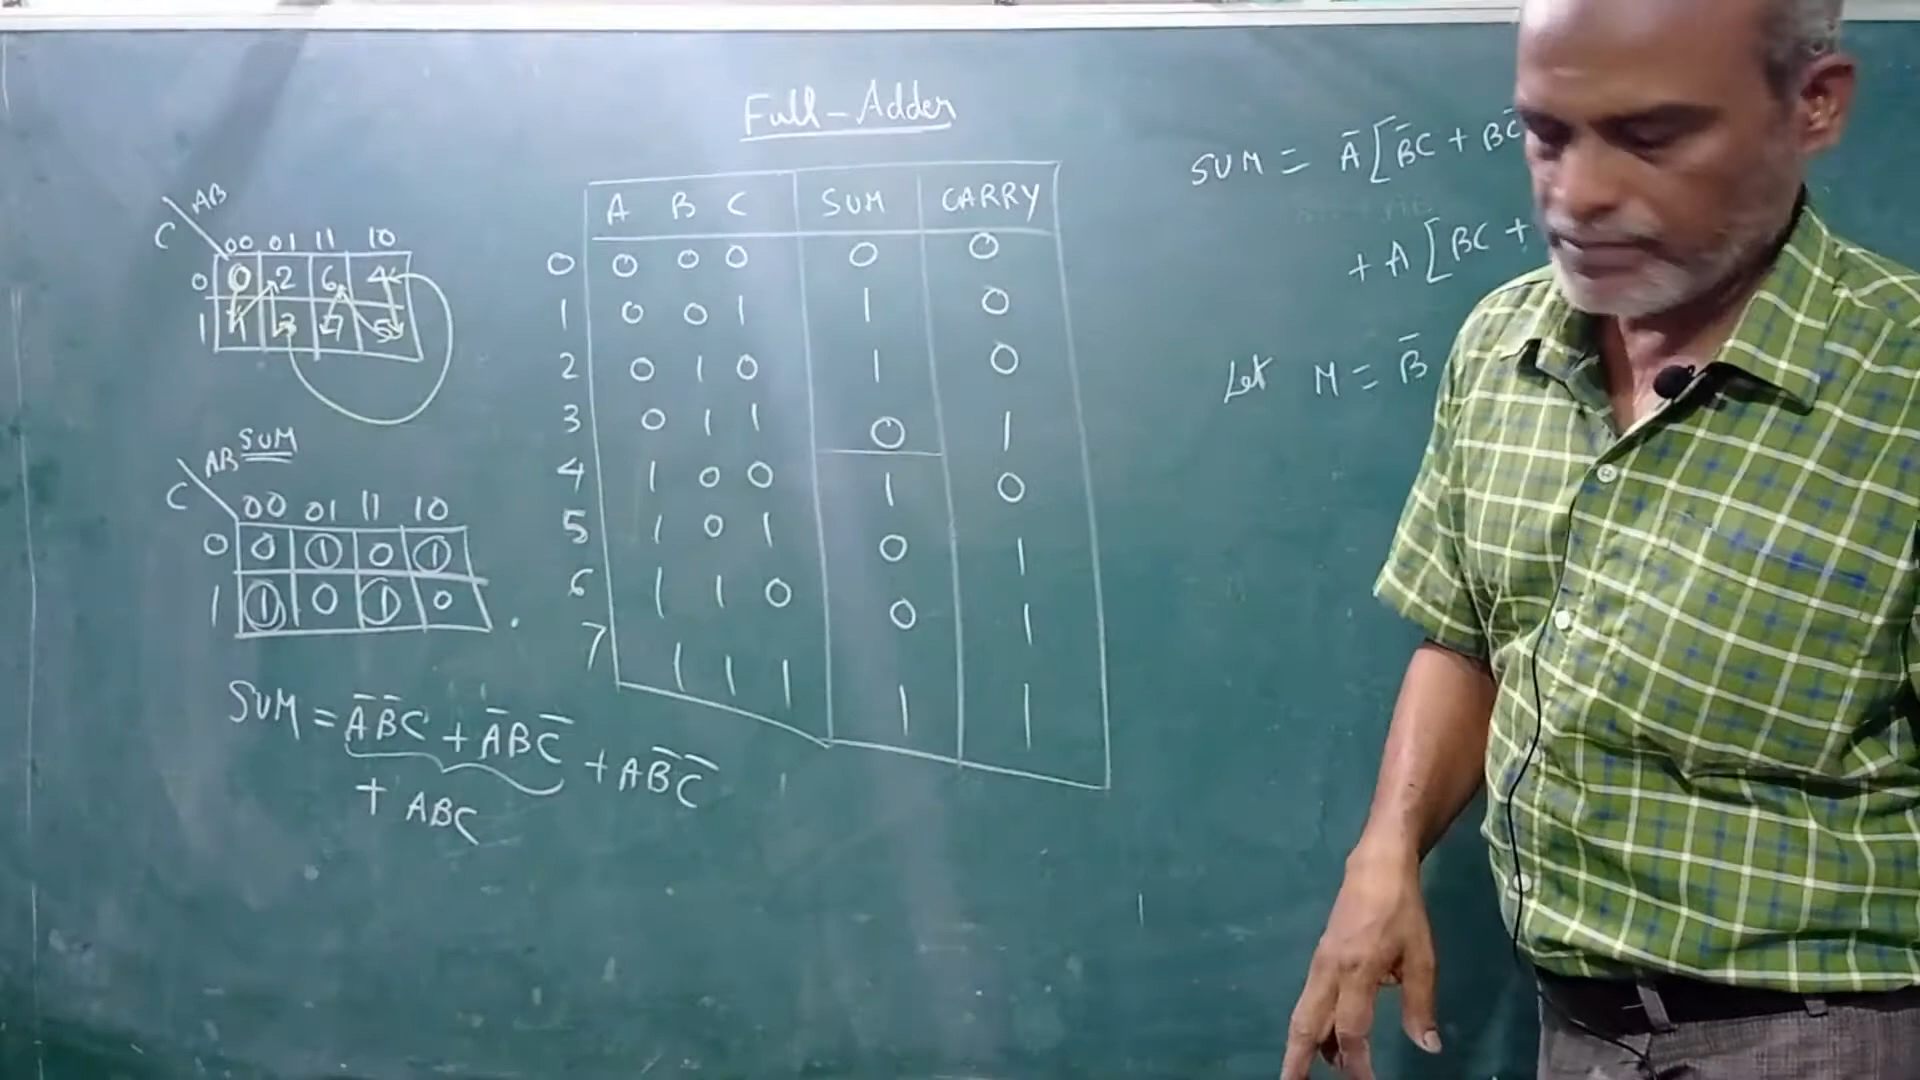 Full-Adder
AB
C
00 01 11 10
0 0 2 6 4
1 1 3 7 5
SUM
AB
C
00 01 11 10
0 0 1 0 1
1 1 0 1 0
SUM = A̅B̅C + A̅BC̅ + AB̅C̅
+ ABC
A B C SUM CARRY
0 0 0 0 0 0
1 0 0 1 1 0
2 0 1 0 1 0
3 0 1 1 0 1
4 1 0 0 1 0
5 1 0 1 0 1
6 1 1 0 0 1
7 1 1 1 1 1
SUM = A̅[B̅C + BC̅
+ A[BC +
Let M = B̅